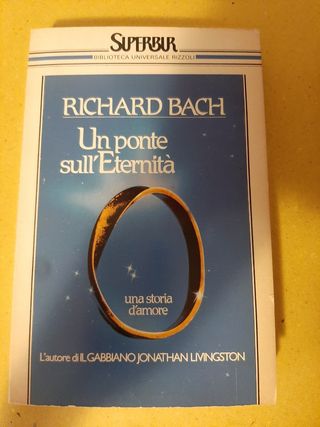 SUPERBUR
BIBLIOTECA UNIVERSALE RIZZOLI
RICHARD BACH
Un ponte
sull'Eternità
una storia
d'amore
L'autore di IL GABBIANO JONATHAN LIVINGSTON